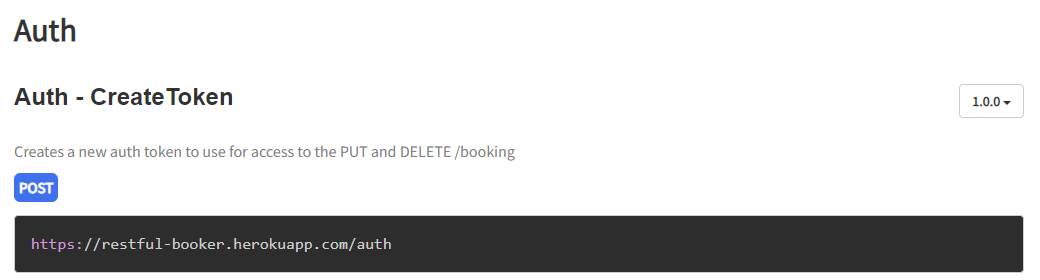 Auth
Auth - CreateToken
1.0.0
Creates a new auth token to use for access to the PUT and DELETE /booking
POST
https://restful-booker.herokuapp.com/auth